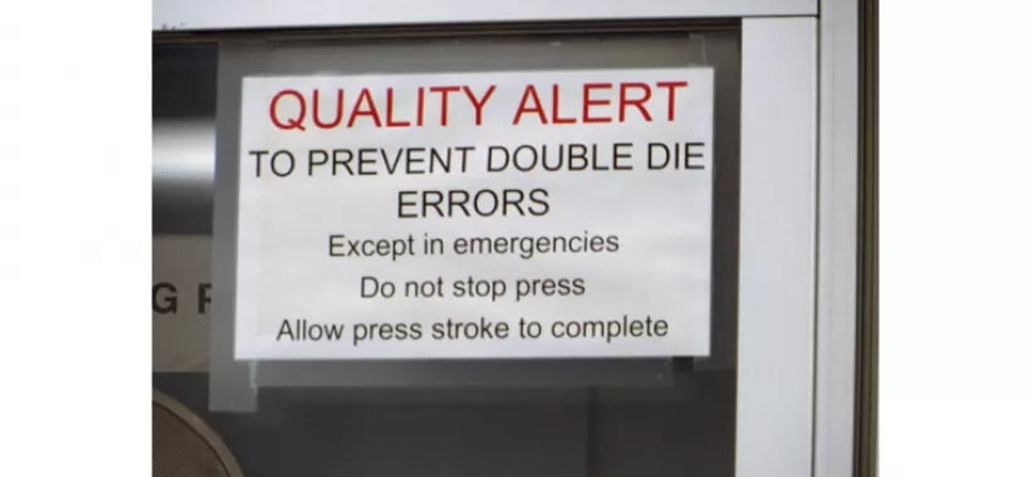 QUALITY ALERT
TO PREVENT DOUBLE DIE
ERRORS
Except in emergencies
Do not stop press
Allow press stroke to complete
G